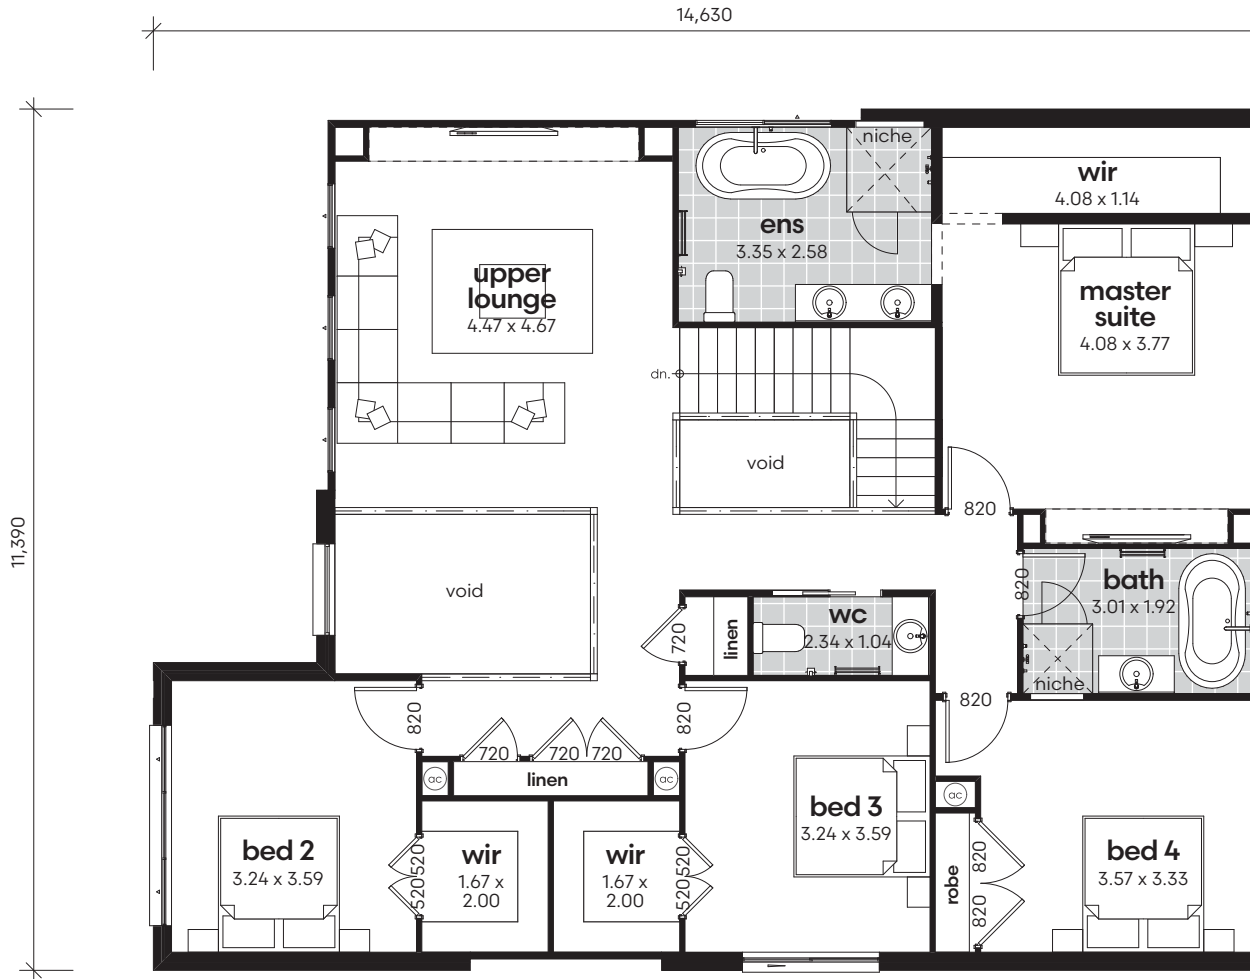 14,630
11,390
niche
wir
4.08 x 1.14
ens
3.35 x 2.58
upper
lounge
4.47 x 4.67
master
suite
4.08 x 3.77
dn.
void
820
void
820
bath
3.01 x 1.92
niche
720
linen
wc
2.34 x 1.04
820
820
820
720
720
720
linen
ac
ac
ac
bed 2
3.24 x 3.59
520
520
wir
1.67 x
2.00
wir
1.67 x
2.00
520
520
bed 3
3.24 x 3.59
robe
820
820
bed 4
3.57 x 3.33